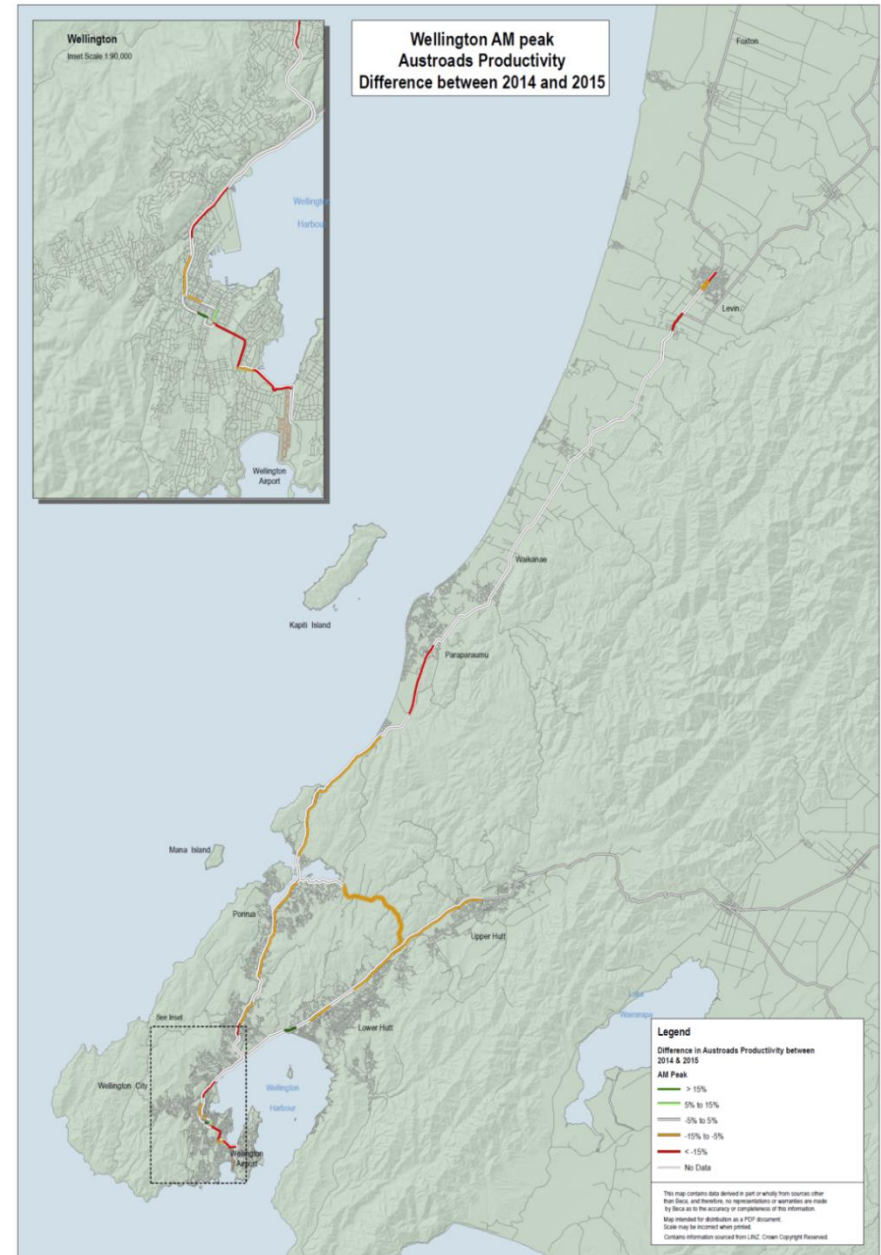 Wellington
Inset Scale 1:90,000
Wellington
Harbour
Wellington
Airport
Wellington AM peak
Austroads Productivity
Difference between 2014 and 2015
Foxton
Levin
Waikanae
Kapiti Island
Paraparaumu
Mana Island
Porirua
Upper Hutt
See Inset
Lower Hutt
Lake
Wairarapa
Wellington City
Wellington
Harbour
Wellington
Airport
Legend
Difference in Austroads Productiivity between
2014 & 2015
AM Peak
> 15%
5% to 15%
-5% to 5%
-15% to -5%
< -15%
No Data
This map contains data derived in part or wholly from sources other
than Beca, and therefore, no representations or warranties are made
by Beca as to the accuracy or completeness of this information.
Map intended for distribution as a PDF document.
Scale may be incorrect when printed.
Contains information sourced from LINZ. Crown Copyright Reserved.